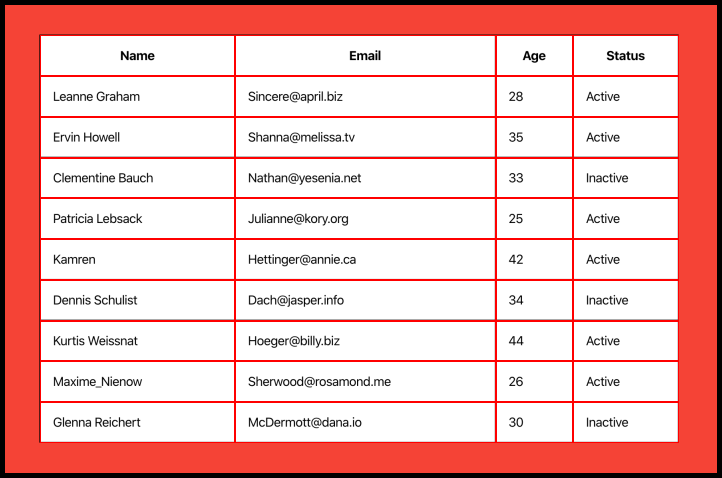 Name Email Age Status
Leanne Graham Sincere@april.biz 28 Active
Ervin Howell Shanna@melissa.tv 35 Active
Clementine Bauch Nathan@yesenia.net 33 Inactive
Patricia Lebsack Julianne@kory.org 25 Active
Kamren Hettinger@annie.ca 42 Active
Dennis Schulist Dach@jasper.info 34 Inactive
Kurtis Weissnat Hoeger@billy.biz 44 Active
Maxime_Nienow Sherwood@rosamond.me 26 Active
Glenna Reichert McDermott@dana.io 30 Inactive